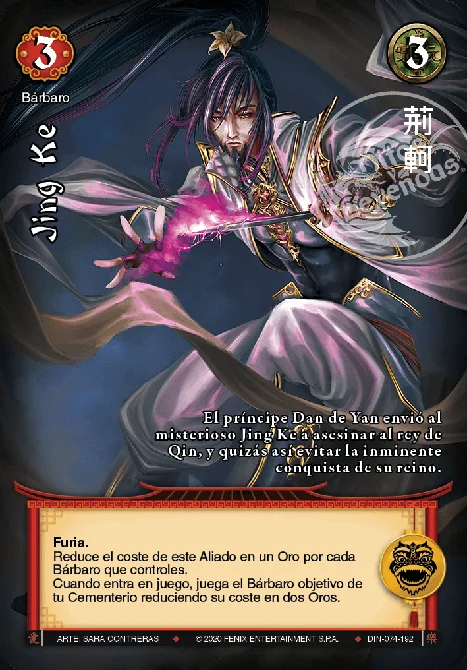 3
3
Bárbaro
Jing Ke
荊軻
El príncipe Dan de Yan envió al
misterioso Jing Ke a asesinar al rey de
Qin, y quizás así evitar la inminente
conquista de su reino.
Furia.
Reduce el coste de este Aliado en un Oro por cada
Bárbaro que controles.
Cuando entra en juego, juega el Bárbaro objetivo de
tu Cementerio reduciendo su coste en dos Oros.
ARTE: SARA CONTRERAS ♦ © 2020 FENIX ENTERTAINMENT S.R.A. ♦ DIN-074-192